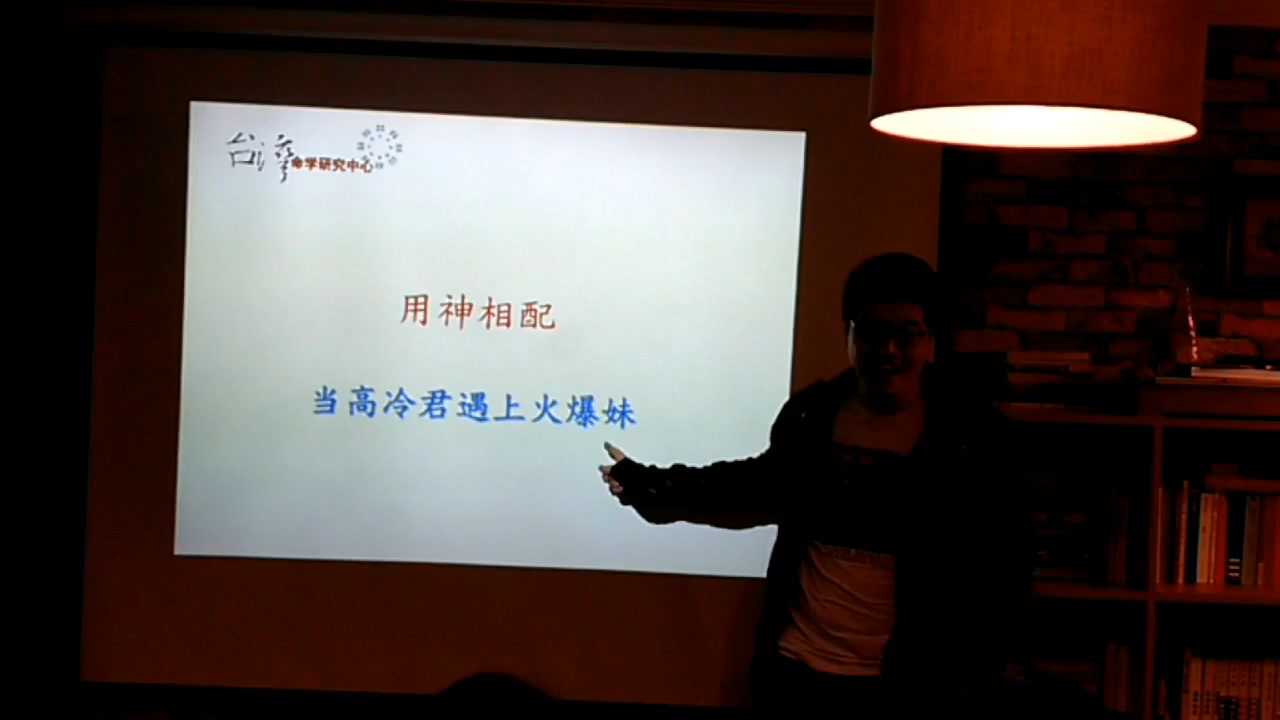 台湾命学研究中心
用神相配
当高冷君遇上火爆妹